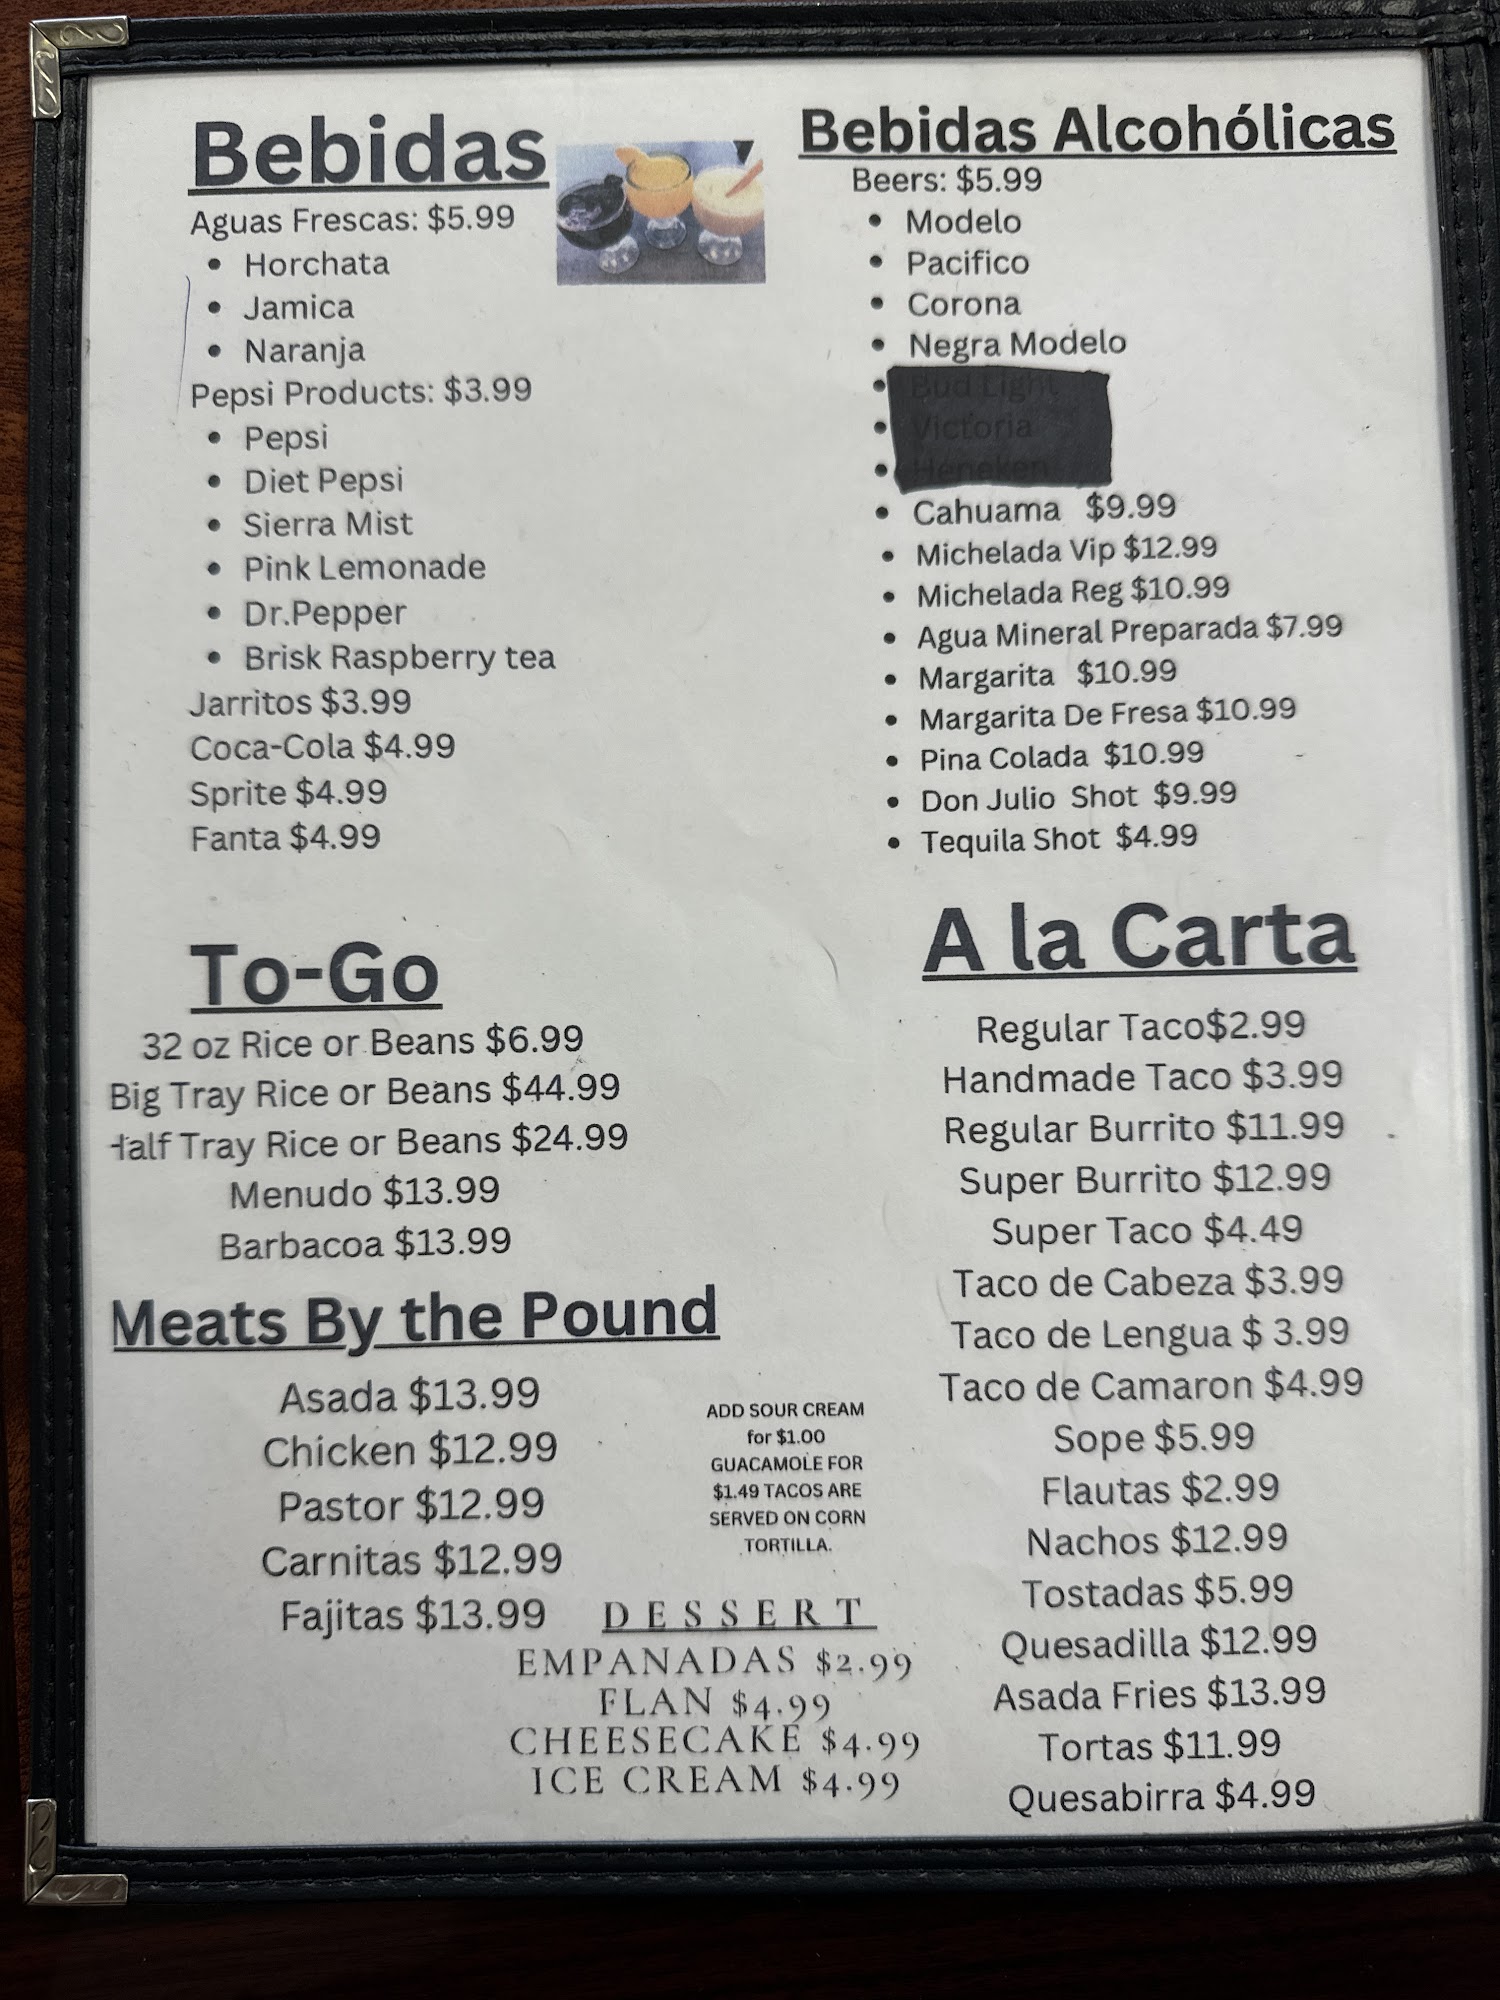 Bebidas
Aguas Frescas: $5.99
Horchata
Jamica
Naranja
Pepsi Products: $3.99
Pepsi
Diet Pepsi
Sierra Mist
Pink Lemonade
Dr.Pepper
Brisk Raspberry tea
Jarritos $3.99
Coca-Cola $4.99
Sprite $4.99
Fanta $4.99
Bebidas Alcohólicas
Beers: $5.99
Modelo
Pacifico
Corona
Negra Modelo
Bud Light
Victoria
Heneken
Cahuama $9.99
Michelada Vip $12.99
Michelada Reg $10.99
Agua Mineral Preparada $7.99
Margarita $10.99
Margarita De Fresa $10.99
Pina Colada $10.99
Don Julio Shot $9.99
Tequila Shot $4.99
To-Go
32 oz Rice or Beans $6.99
Big Tray Rice or Beans $44.99
Half Tray Rice or Beans $24.99
Menudo $13.99
Barbacoa $13.99
Meats By the Pound
Asada $13.99
Chicken $12.99
Pastor $12.99
Carnitas $12.99
Fajitas $13.99
ADD SOUR CREAM
for $1.00
GUACAMOLE FOR
$1.49 TACOS ARE
SERVED ON CORN
TORTILLA.
DESSERT
EMPANADAS $2.99
FLAN $4.99
CHEESECAKE $4.99
ICE CREAM $4.99
A la Carta
Regular Taco$2.99
Handmade Taco $3.99
Regular Burrito $11.99
Super Burrito $12.99
Super Taco $4.49
Taco de Cabeza $3.99
Taco de Lengua $ 3.99
Taco de Camaron $4.99
Sope $5.99
Flautas $2.99
Nachos $12.99
Tostadas $5.99
Quesadilla $12.99
Asada Fries $13.99
Tortas $11.99
Quesabirra $4.99